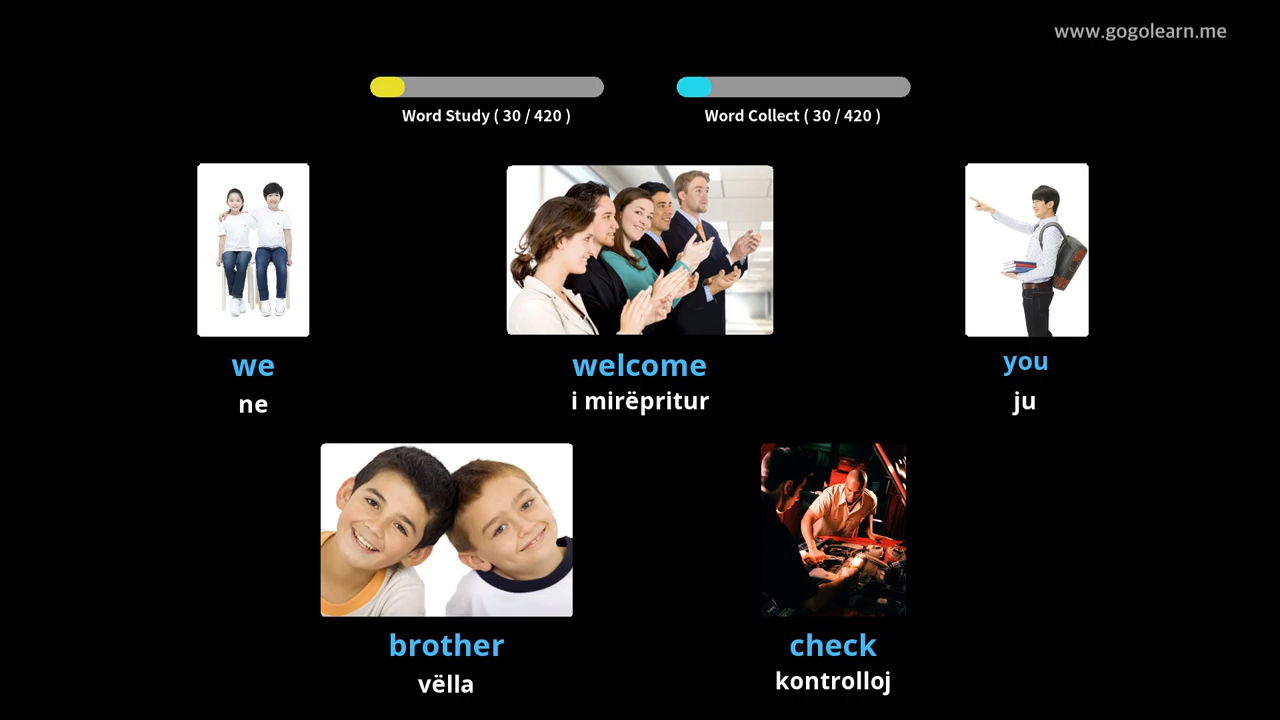 www.gogolearn.me
Word Study ( 30 / 420 )
Word Collect ( 30 / 420 )
we
ne
welcome
i mirëpritur
you
ju
brother
vëlla
check
kontrolloj